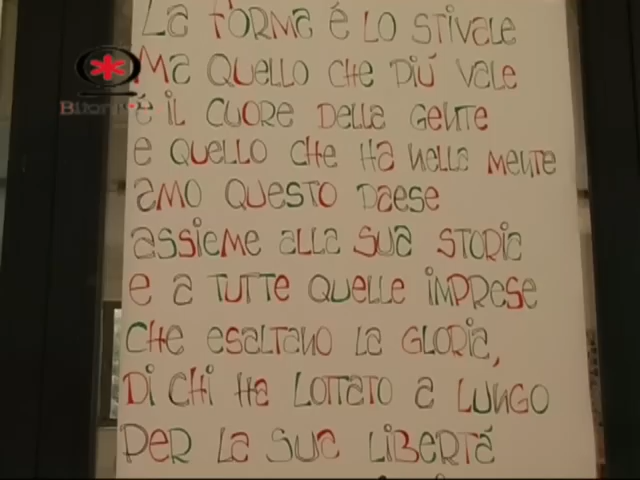 La forma é lo stivale
Ma quello che piú vale
é il cuore della gente
e quello che ha nella mente
amo questo paese
assieme alla sua storia
e a tutte quelle imprese
che esaltano la gloria,
di chi ha lottato a lungo
per la sua libertá